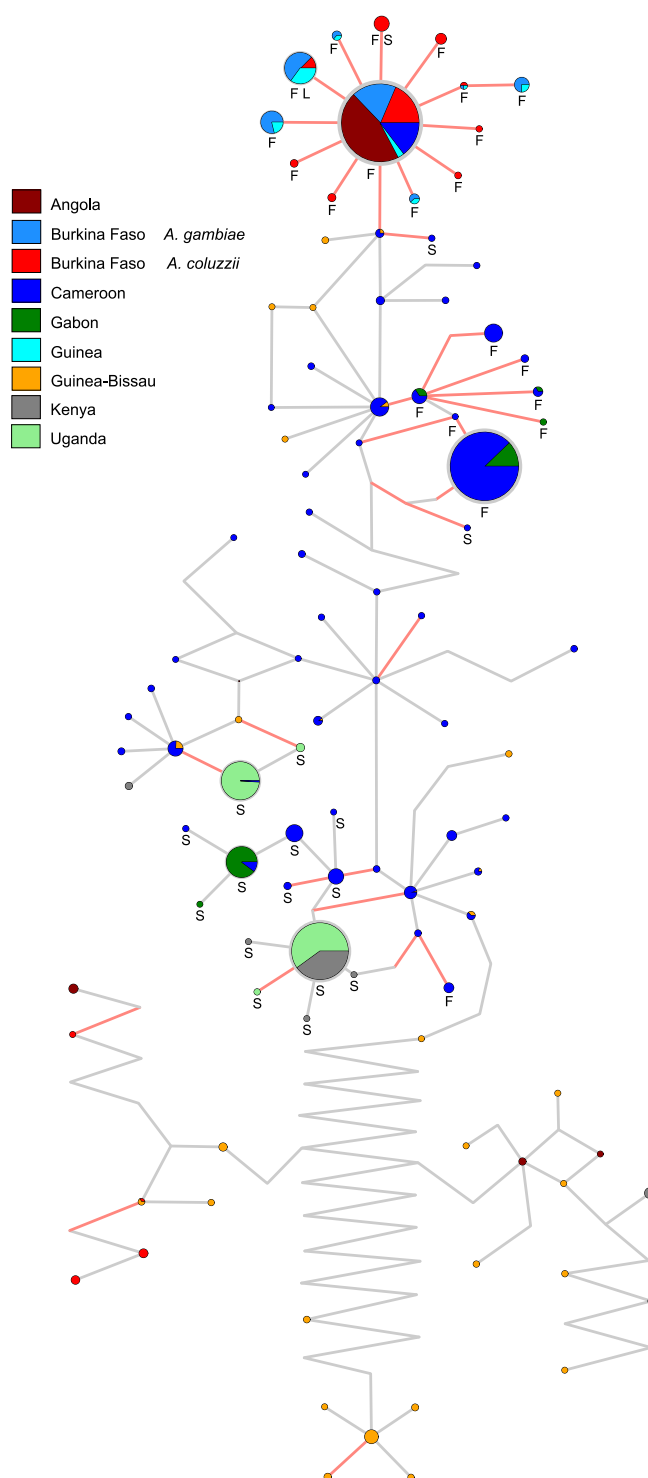 F S
F
F
F L
F
F
F
F
F
F
F
F
F
Angola
Burkina Faso A. gambiae
Burkina Faso A. coluzzii
Cameroon
Gabon
Guinea
Guinea-Bissau
Kenya
Uganda
S
F
F
F
F
F
F
F
S
S
S
S
S
S
S
S
S
S
S
S
F
S
S